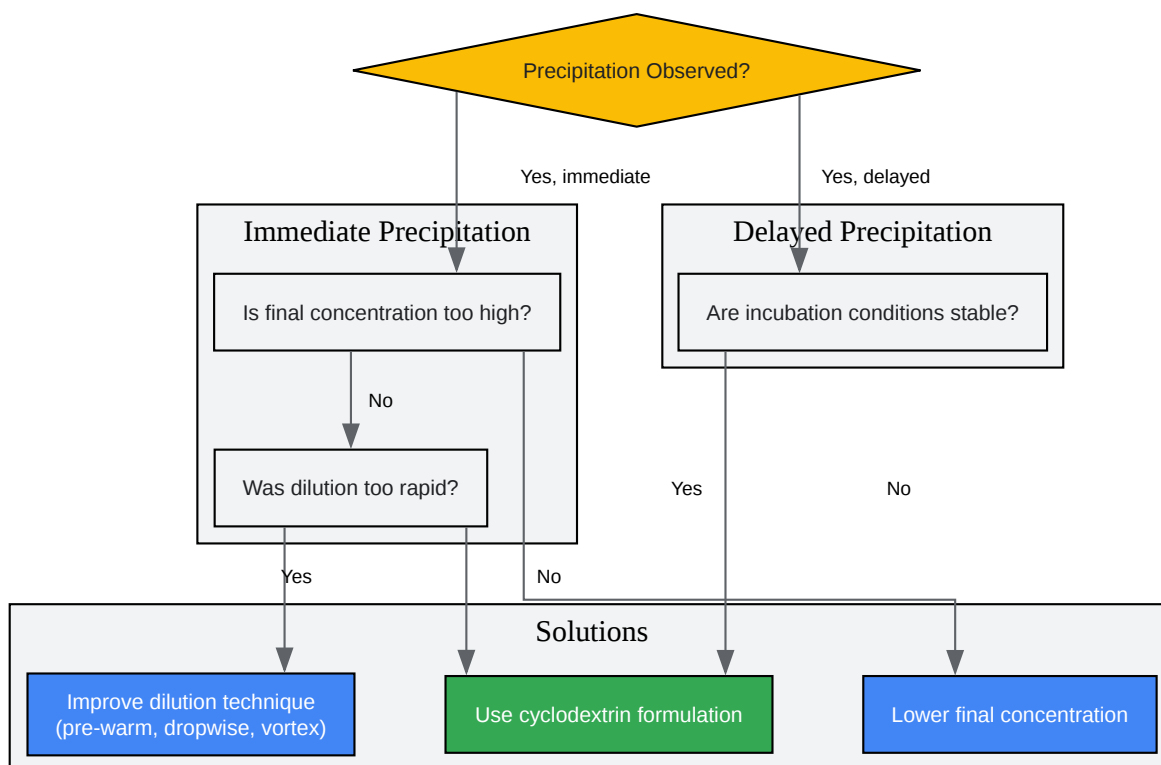 Precipitation Observed?
Yes, immediate
Yes, delayed
Immediate Precipitation
Delayed Precipitation
Is final concentration too high?
Are incubation conditions stable?
No
Was dilution too rapid?
Yes
No
Yes
No
Solutions
Improve dilution technique
(pre-warm, dropwise, vortex)
Use cyclodextrin formulation
Lower final concentration